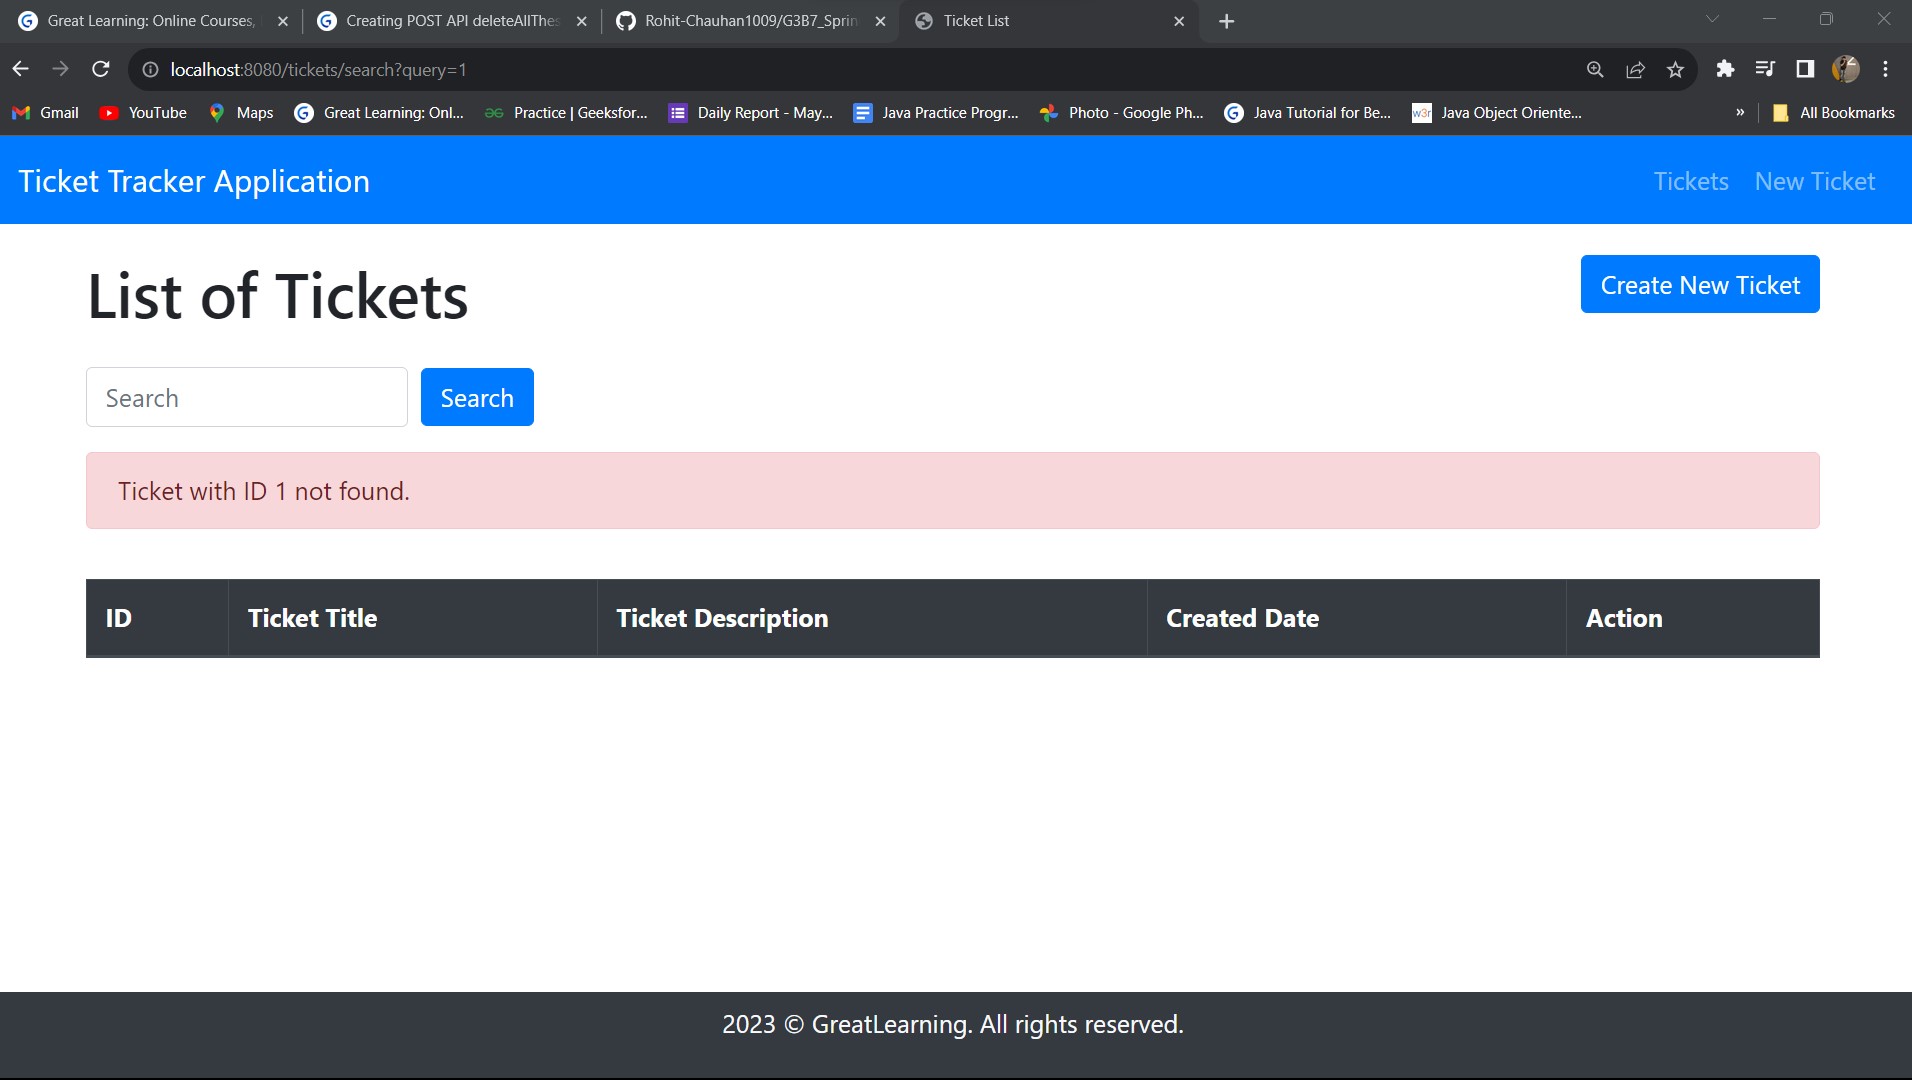 Great Learning: Online Courses,
Creating POST API deleteAllThes
Rohit-Chauhan1009/G3B7_Sprin
Ticket List
localhost:8080/tickets/search?query=1
Gmail
YouTube
Maps
Great Learning: Onl...
Practice | Geeksfor...
Daily Report - May...
Java Practice Progr...
Photo - Google Ph...
Java Tutorial for Be...
w3r
Java Object Oriente...
»
All Bookmarks
Ticket Tracker Application
Tickets
New Ticket
List of Tickets
Create New Ticket
Search
Search
Ticket with ID 1 not found.
ID
Ticket Title
Ticket Description
Created Date
Action
2023 © GreatLearning. All rights reserved.